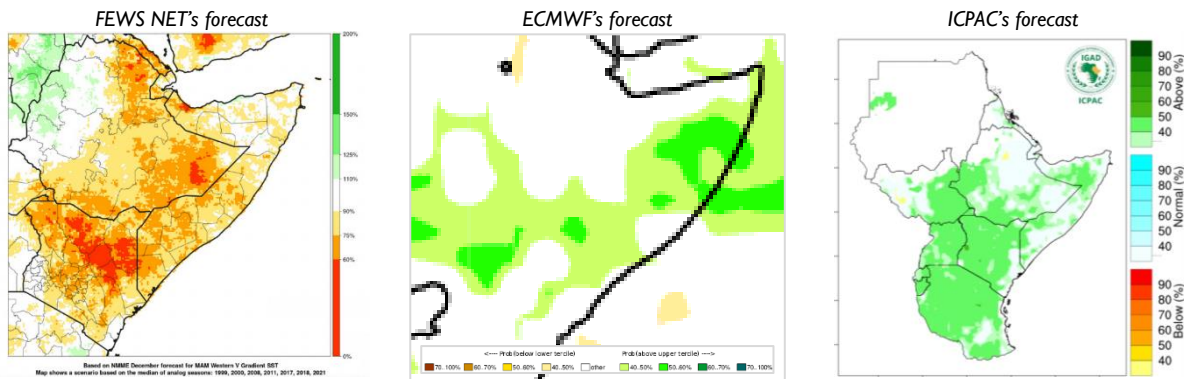 FEWS NET's forecast
ECMWF's forecast
ICPAC's forecast
200%
150%
125%
110%
90%
75%
60%
0%
Based on NMME December forecast for MAM Western V Gradient SST
Map shows a scenario based on the median of analog seasons: 1999, 2000, 2008, 2011, 2017, 2018, 2021
<---- Prob(below lower tercile) Prob(above upper tercile) ---->
70..100% 60..70% 50..60% 40..50% other 40..50% 50..60% 60..70% 70..100%
IGAD
ICPAC
90
80
70
60
50
40
Above (%)
90
80
70
60
50
40
Normal (%)
90
80
70
60
50
40
30
Below (%)